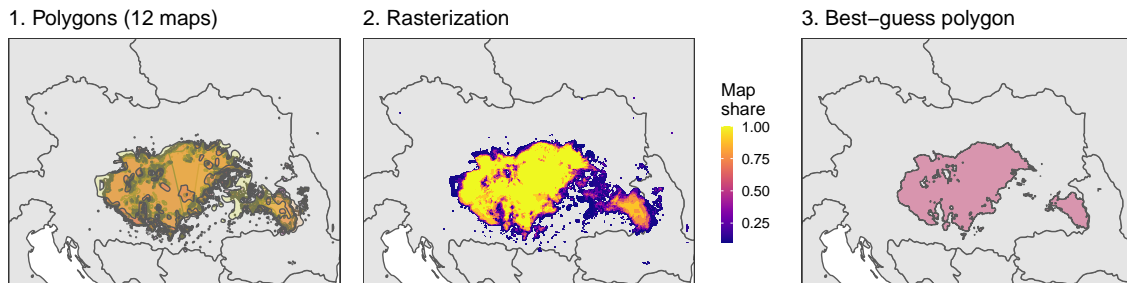 1. Polygons (12 maps)
2. Rasterization
3. Best−guess polygon
Map
share
1.00
0.75
0.50
0.25